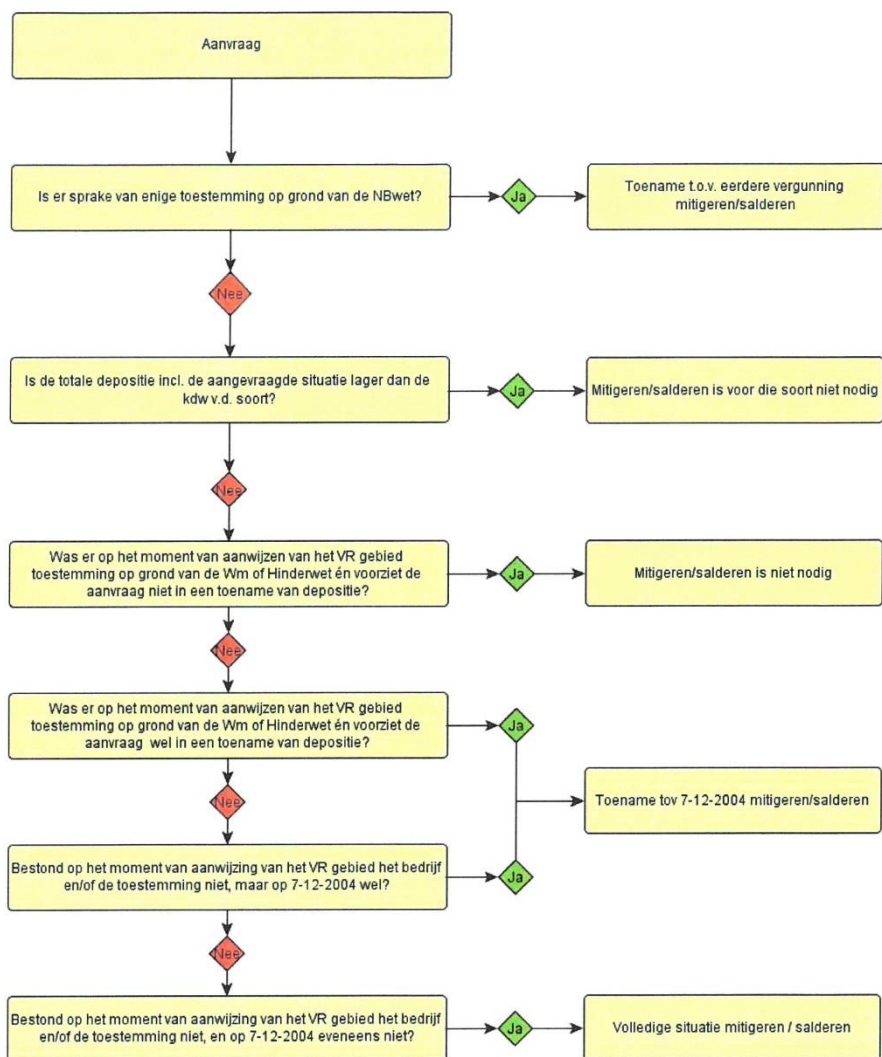 Aanvraag
Is er sprake van enige toestemming op grond van de NBwet?
Ja
Toename t.o.v. eerdere vergunning
mitigeren/salderen
Nee
Is de totale depositie incl. de aangevraagde situatie lager dan de
kdw v.d. soort?
Ja
Mitigeren/salderen is voor die soort niet nodig
Nee
Was er op het moment van aanwijzen van het VR gebied
toestemming op grond van de Wm of Hinderwet én voorziet de
aanvraag niet in een toename van depositie?
Ja
Mitigeren/salderen is niet nodig
Nee
Was er op het moment van aanwijzen van het VR gebied
toestemming op grond van de Wm of Hinderwet én voorziet de
aanvraag wel in een toename van depositie?
Ja
Toename tov 7-12-2004 mitigeren/salderen
Nee
Bestond op het moment van aanwijzing van het VR gebied het bedrijf
en/of de toestemming niet, maar op 7-12-2004 wel?
Ja
Nee
Bestond op het moment van aanwijzing van het VR gebied het bedrijf
en/of de toestemming niet, en op 7-12-2004 eveneens niet?
Ja
Volledige situatie mitigeren / salderen